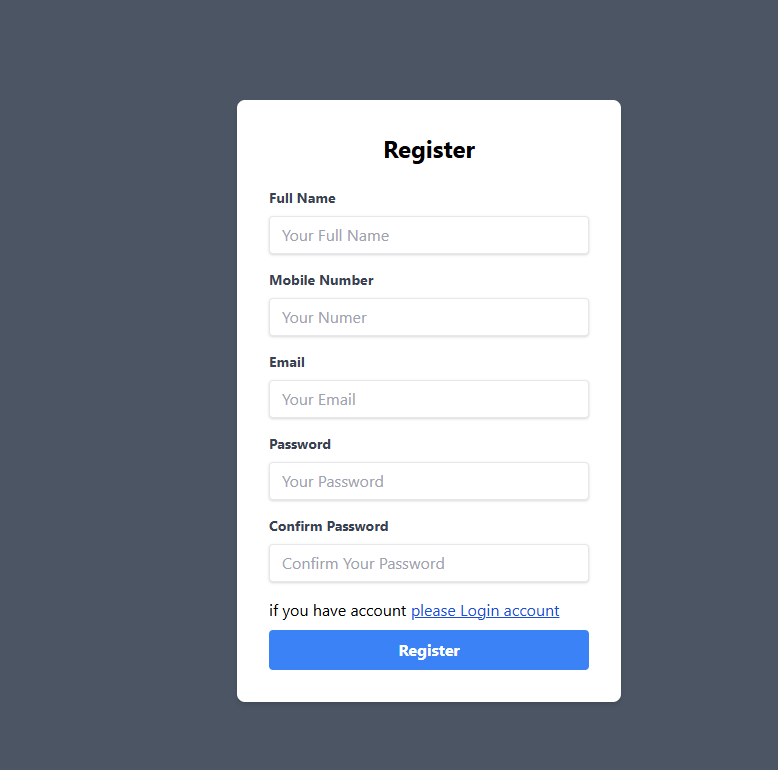 Register
Full Name
Your Full Name
Mobile Number
Your Numer
Email
Your Email
Password
Your Password
Confirm Password
Confirm Your Password
if you have account please Login account
Register